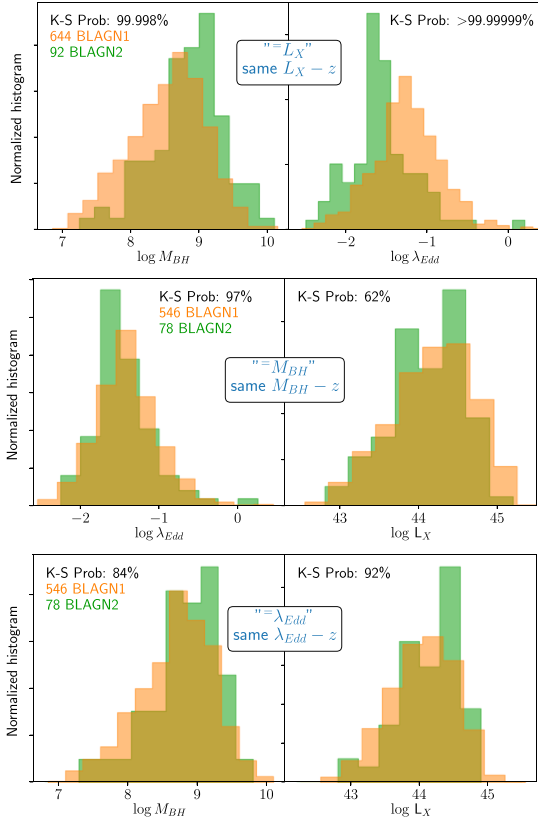 K-S Prob: 99.998%
644 BLAGN1
92 BLAGN2
K-S Prob: >99.99999%
"=L_X"
same L_X − z
Normalized histogram
7 8 9 10
log M_BH
−2 −1 0
log λ_Edd
K-S Prob: 97%
546 BLAGN1
78 BLAGN2
K-S Prob: 62%
"=M_BH"
same M_BH − z
Normalized histogram
−2 −1 0
log λ_Edd
43 44 45
log L_X
K-S Prob: 84%
546 BLAGN1
78 BLAGN2
K-S Prob: 92%
"=λ_Edd"
same λ_Edd − z
Normalized histogram
7 8 9 10
log M_BH
43 44 45
log L_X